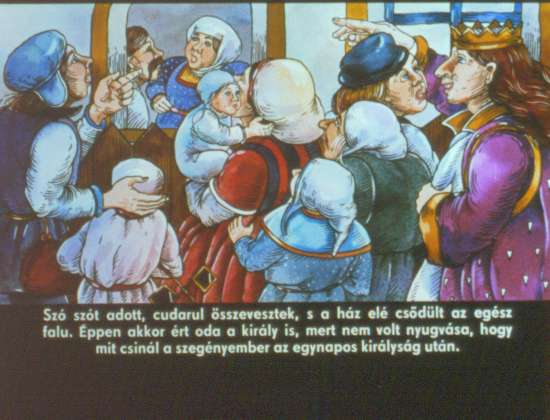 Szó szót adott, cudarul összevesztek, s a ház elé csődült az egész
falu. Éppen akkor ért oda a király is, mert nem volt nyugvása, hogy
mit csinál a szegényember az egynapos királyság után.